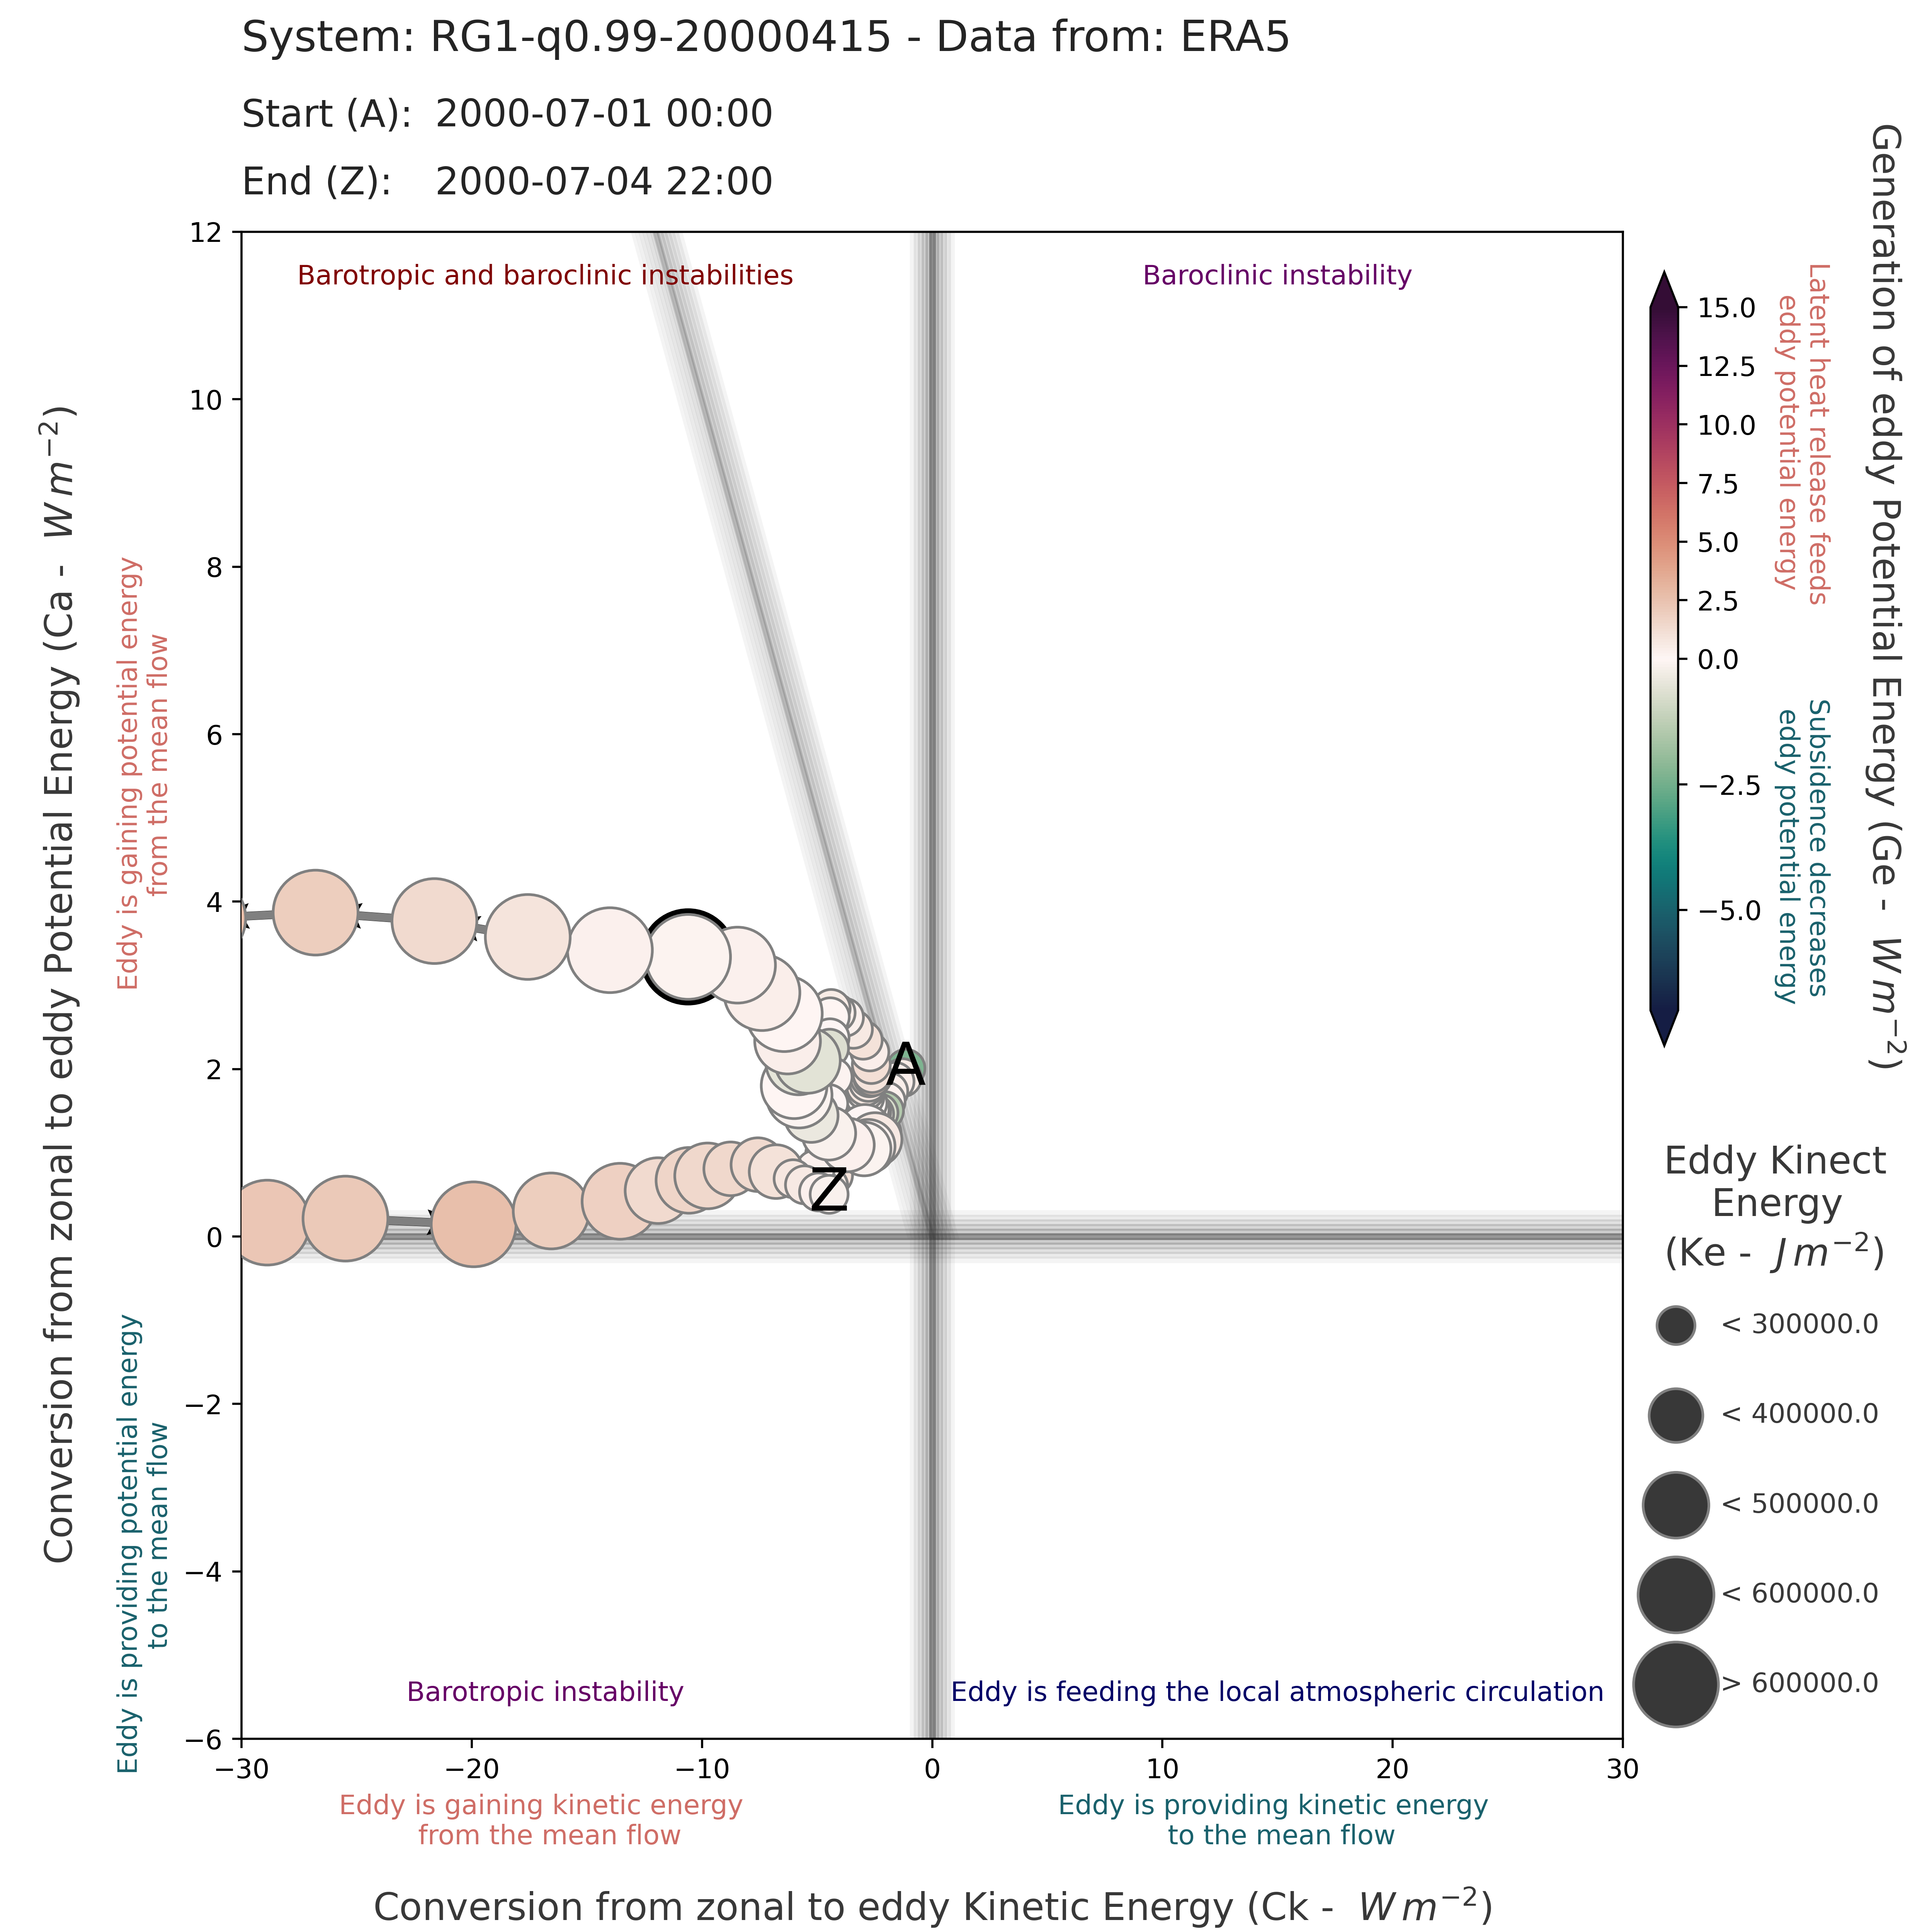 System: RG1-q0.99-20000415 - Data from: ERA5
Start (A): 2000-07-01 00:00
End (Z): 2000-07-04 22:00
Conversion from zonal to eddy Potential Energy (Ca - W m⁻²)
Eddy is gaining potential energy
from the mean flow
Eddy is providing potential energy
to the mean flow
12
10
8
6
4
2
0
−2
−4
−6
Barotropic and baroclinic instabilities
Baroclinic instability
A
Z
Barotropic instability
Eddy is feeding the local atmospheric circulation
−30
−20
−10
0
10
20
30
Eddy is gaining kinetic energy
from the mean flow
Eddy is providing kinetic energy
to the mean flow
Conversion from zonal to eddy Kinetic Energy (Ck - W m⁻²)
15.0
12.5
10.0
7.5
5.0
2.5
0.0
−2.5
−5.0
Latent heat release feeds
eddy potential energy
Subsidence decreases
eddy potential energy
Generation of eddy Potential Energy (Ge - W m⁻²)
Eddy Kinect
Energy
(Ke - J m⁻²)
< 300000.0
< 400000.0
< 500000.0
< 600000.0
> 600000.0